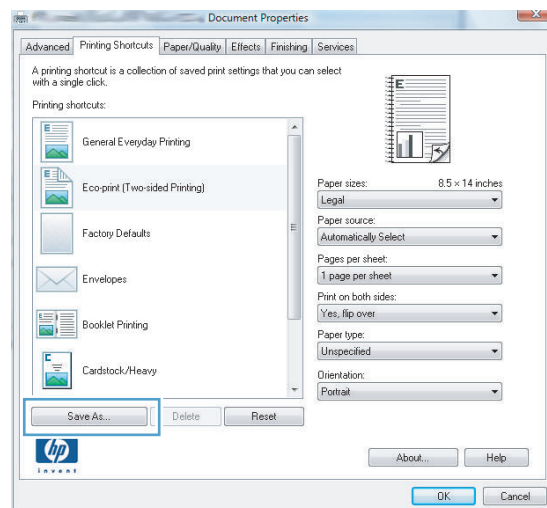 Document Properties
Advanced Printing Shortcuts Paper/Quality Effects Finishing Services
A printing shortcut is a collection of saved print settings that you can select
with a single click.
Printing shortcuts:
General Everyday Printing
Eco-print (Two-sided Printing)
Factory Defaults
Envelopes
Booklet Printing
Cardstock/Heavy
Save As... Delete Reset
E
Paper sizes: 8.5 × 14 inches
Legal
Paper source:
Automatically Select
Pages per sheet:
1 page per sheet
Print on both sides:
Yes, flip over
Paper type:
Unspecified
Orientation:
Portrait
hp
invent
About... Help
OK Cancel